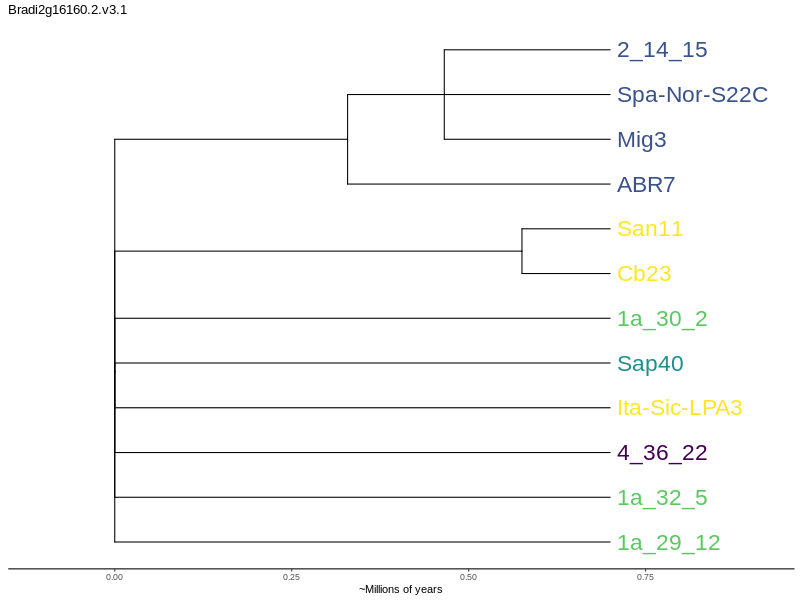 Bradi2g16160.2.v3.1
2_14_15
Spa-Nor-S22C
Mig3
ABR7
San11
Cb23
1a_30_2
Sap40
Ita-Sic-LPA3
4_36_22
1a_32_5
1a_29_12
0.00 0.25 0.50 0.75
~Millions of years